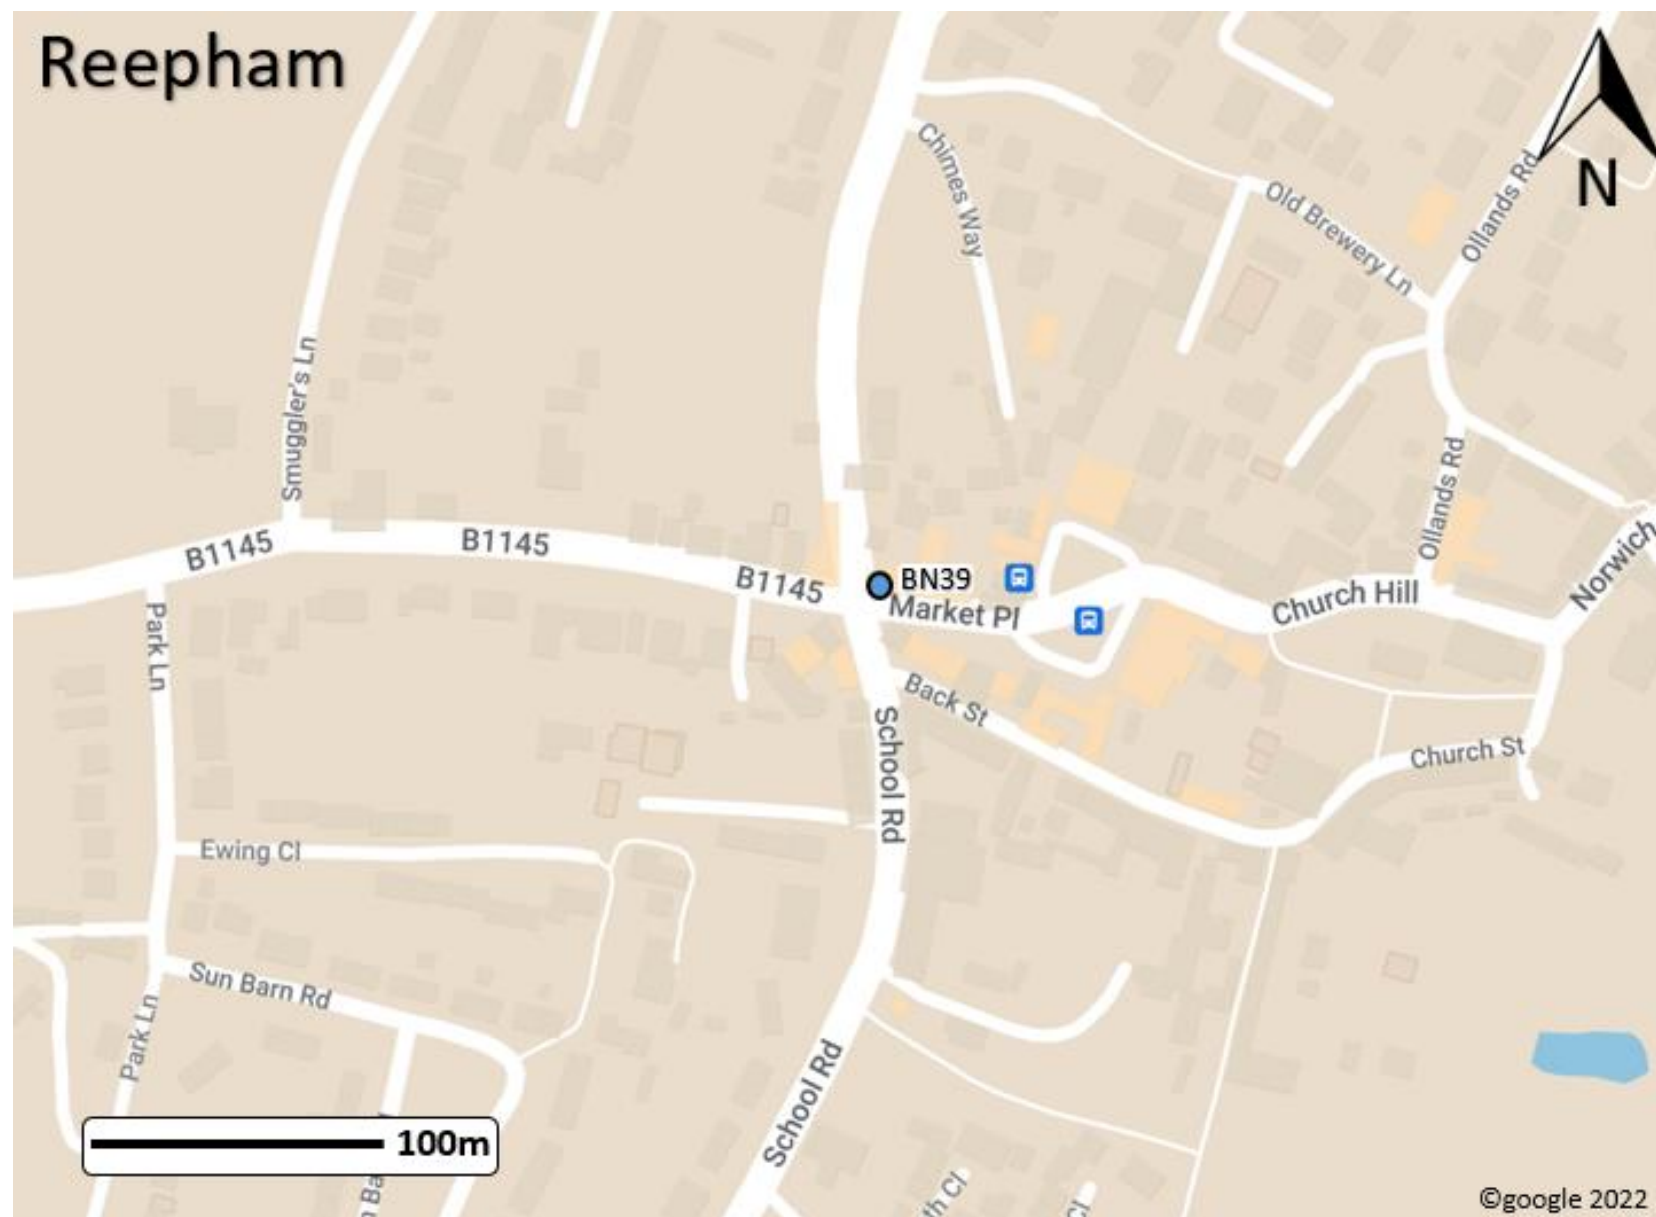 Reepham
N
Chimes Way
Old Brewery Ln
Ollands Rd
Smuggler's Ln
Ollands Rd
B1145
B1145
B1145
BN39
Market Pl
Church Hill
Norwich
Park Ln
Back St
School Rd
Church St
Ewing Cl
Sun Barn Rd
Park Ln
School Rd
100m
©google 2022